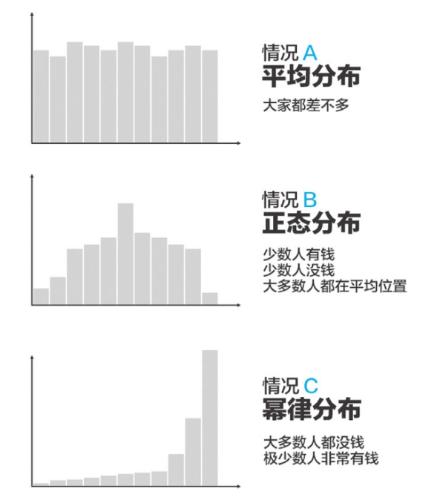 情况 A
平均分布
大家都差不多
情况 B
正态分布
少数人有钱
少数人没钱
大多数人都在平均位置
情况 C
幂律分布
大多数人都没钱
极少数人非常有钱